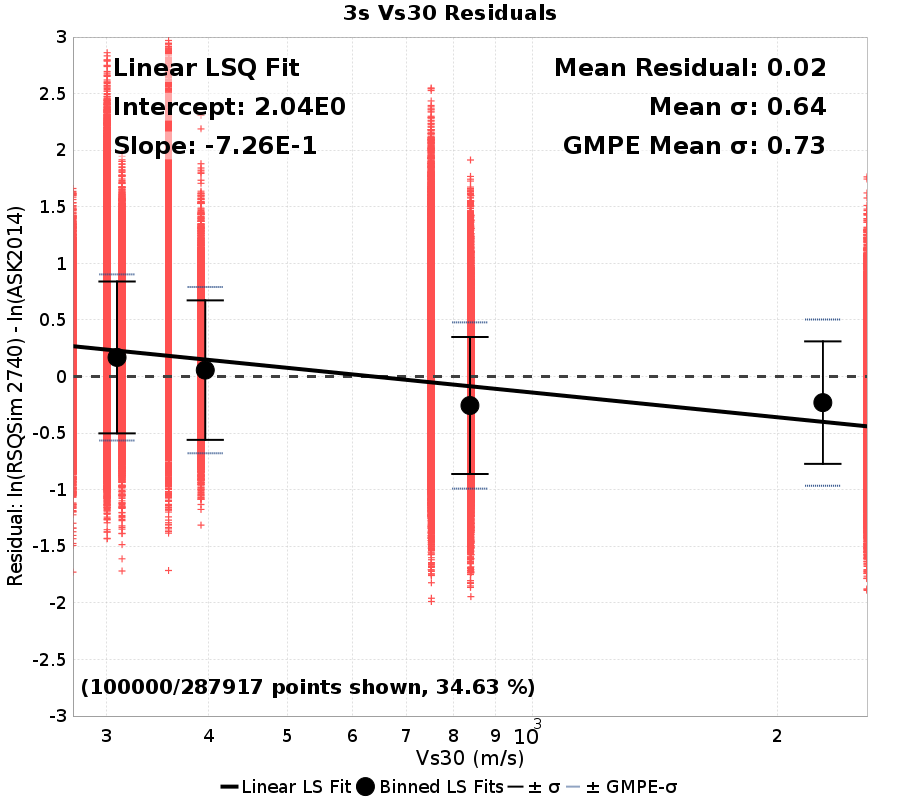 3s Vs30 Residuals
Linear LSQ Fit
Intercept: 2.04E0
Slope: -7.26E-1
Mean Residual: 0.02
Mean σ: 0.64
GMPE Mean σ: 0.73
Residual: ln(RSQSim 2740) - ln(ASK2014)
3
2.5
2
1.5
1
0.5
0
-0.5
-1
-1.5
-2
-2.5
-3
(100000/287917 points shown, 34.63 %)
3 4 5 6 7 8 9 10³ 2
Vs30 (m/s)
Linear LS Fit Binned LS Fits ± σ ± GMPE-σ